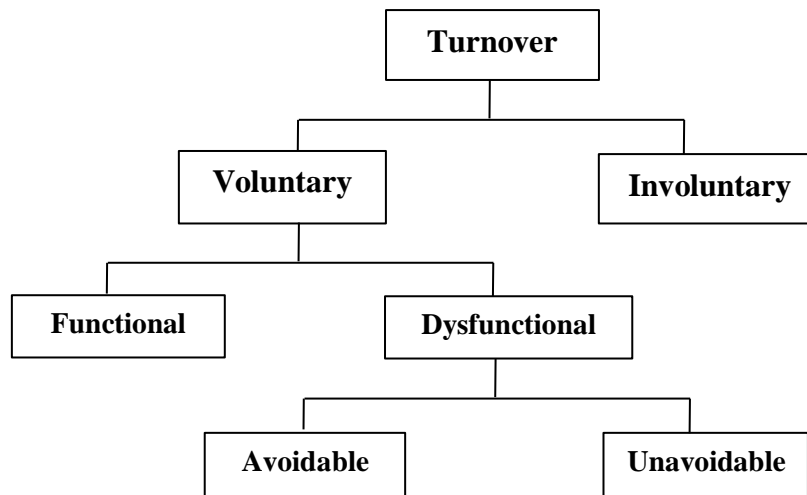 Turnover
Voluntary
Involuntary
Functional
Dysfunctional
Avoidable
Unavoidable